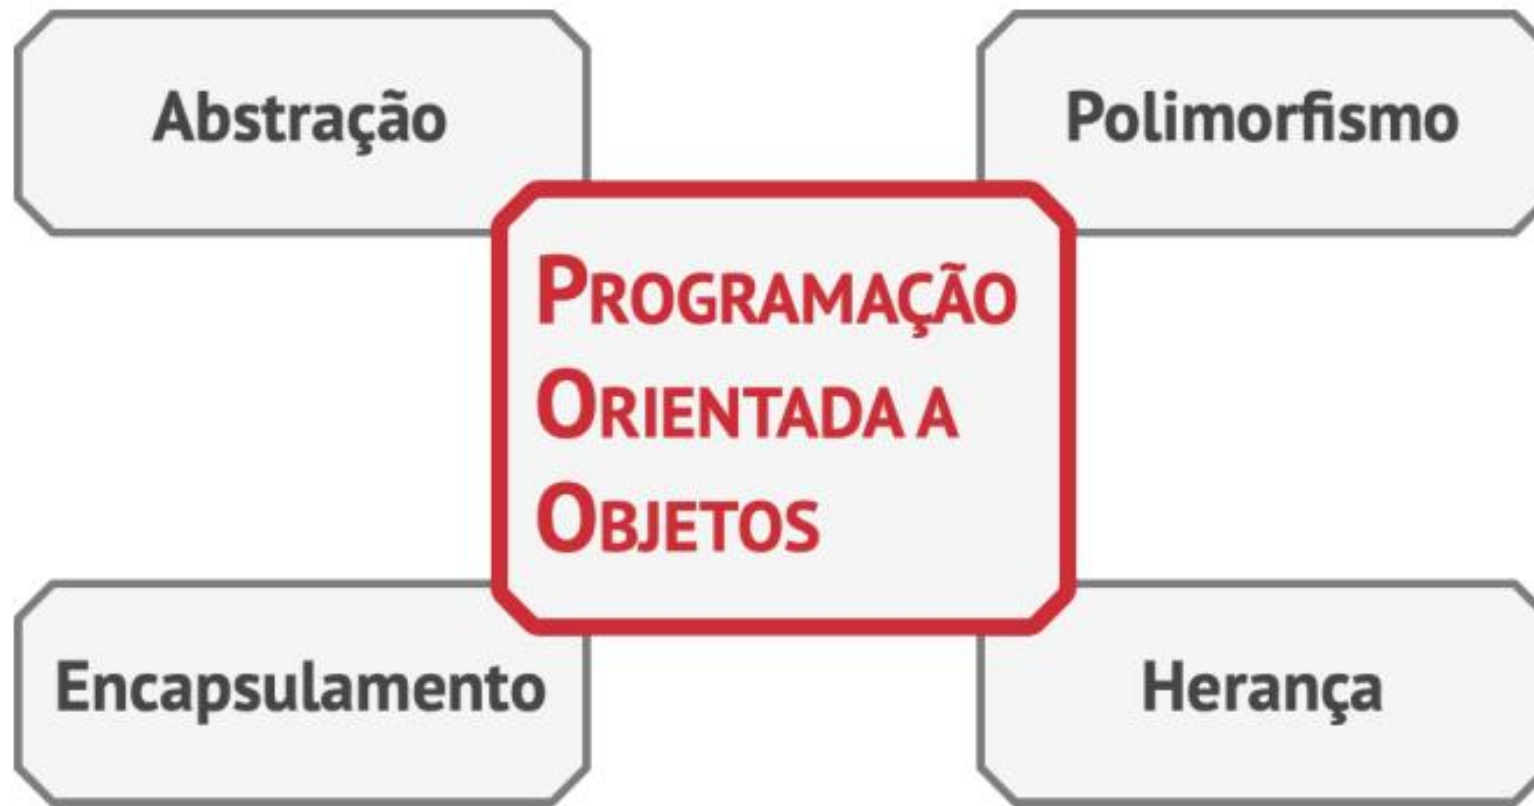 Abstração
Polimorfismo
PROGRAMAÇÃO
ORIENTADA A
OBJETOS
Encapsulamento
Herança